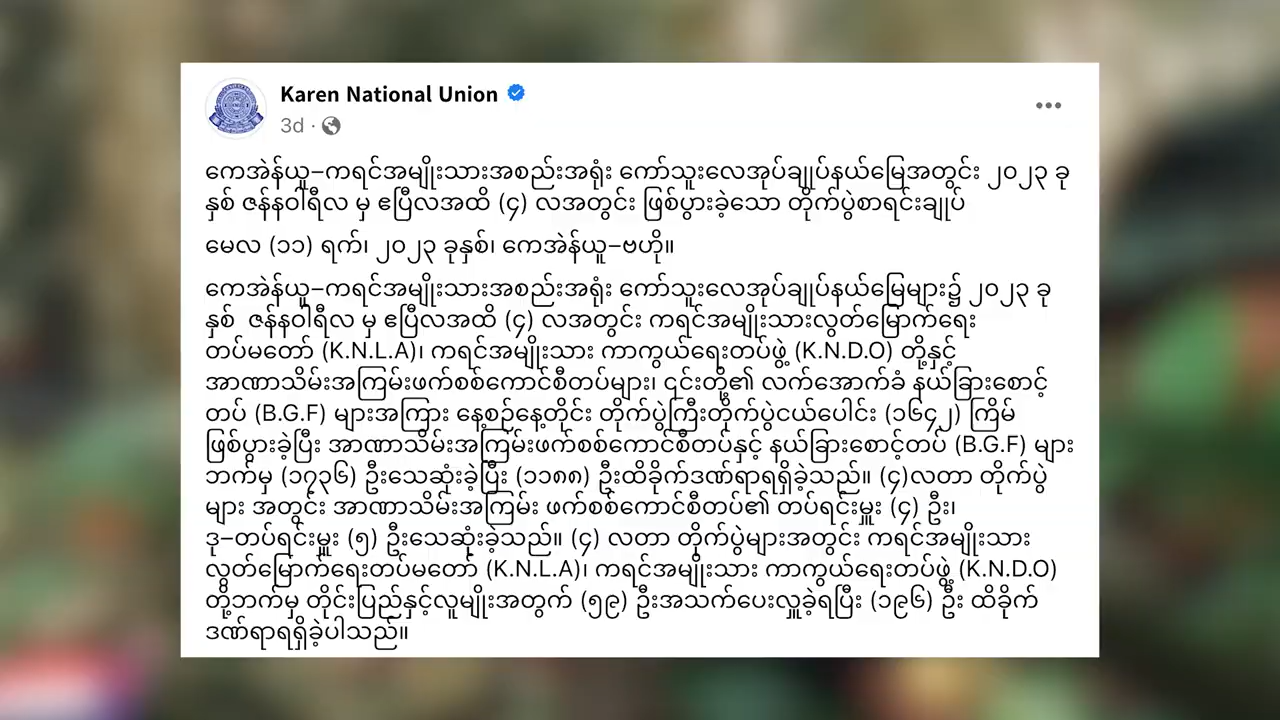 Karen National Union
3d ·
ကေအဲန်ယူ–ကရင်အမျိုးသားအစည်းအရုံး ကော်သူးလေအုပ်ချုပ်နယ်မြေအတွင်း ၂၀၂၃ ခု
နှစ် ဇန်နဝါရီလ မှ ဧပြီလအထိ (၄) လအတွင်း ဖြစ်ပွားခဲ့သော တိုက်ပွဲစာရင်းချုပ်
မေလ (၁၁) ရက်၊ ၂၀၂၃ ခုနှစ်၊ ကေအဲန်ယူ–ဗဟို။
ကေအဲန်ယူ–ကရင်အမျိုးသားအစည်းအရုံး ကော်သူးလေအုပ်ချုပ်နယ်မြေများ၌ ၂၀၂၃ ခု
နှစ် ဇန်နဝါရီလ မှ ဧပြီလအထိ (၄) လအတွင်း ကရင်အမျိုးသားလွတ်မြောက်ရေး
တပ်မတော် (K.N.L.A)၊ ကရင်အမျိုးသား ကာကွယ်ရေးတပ်ဖွဲ့ (K.N.D.O) တို့နှင့်
အာဏာသိမ်းအကြမ်းဖက်စစ်ကောင်စီတပ်များ၊ ၎င်းတို့၏ လက်အောက်ခံ နယ်ခြားစောင့်
တပ် (B.G.F) များအကြား နေ့စဉ်နေ့တိုင်း တိုက်ပွဲကြီးတိုက်ပွဲငယ်ပေါင်း (၁၆၄၂) ကြိမ်
ဖြစ်ပွားခဲ့ပြီး အာဏာသိမ်းအကြမ်းဖက်စစ်ကောင်စီတပ်နှင့် နယ်ခြားစောင့်တပ် (B.G.F) များ
ဘက်မှ (၁၇၃၆) ဦးသေဆုံးခဲ့ပြီး (၁၁၈၈) ဦးထိခိုက်ဒဏ်ရာရရှိခဲ့သည်။ (၄)လတာ တိုက်ပွဲ
များ အတွင်း အာဏာသိမ်းအကြမ်း ဖက်စစ်ကောင်စီတပ်၏ တပ်ရင်းမှူး (၄) ဦး၊
ဒု–တပ်ရင်းမှူး (၅) ဦးသေဆုံးခဲ့သည်။ (၄) လတာ တိုက်ပွဲများအတွင်း ကရင်အမျိုးသား
လွတ်မြောက်ရေးတပ်မတော် (K.N.L.A)၊ ကရင်အမျိုးသား ကာကွယ်ရေးတပ်ဖွဲ့ (K.N.D.O)
တို့ဘက်မှ တိုင်းပြည်နှင့်လူမျိုးအတွက် (၅၉) ဦးအသက်ပေးလှူခဲ့ရပြီး (၁၉၆) ဦး ထိခိုက်
ဒဏ်ရာရရှိခဲ့ပါသည်။